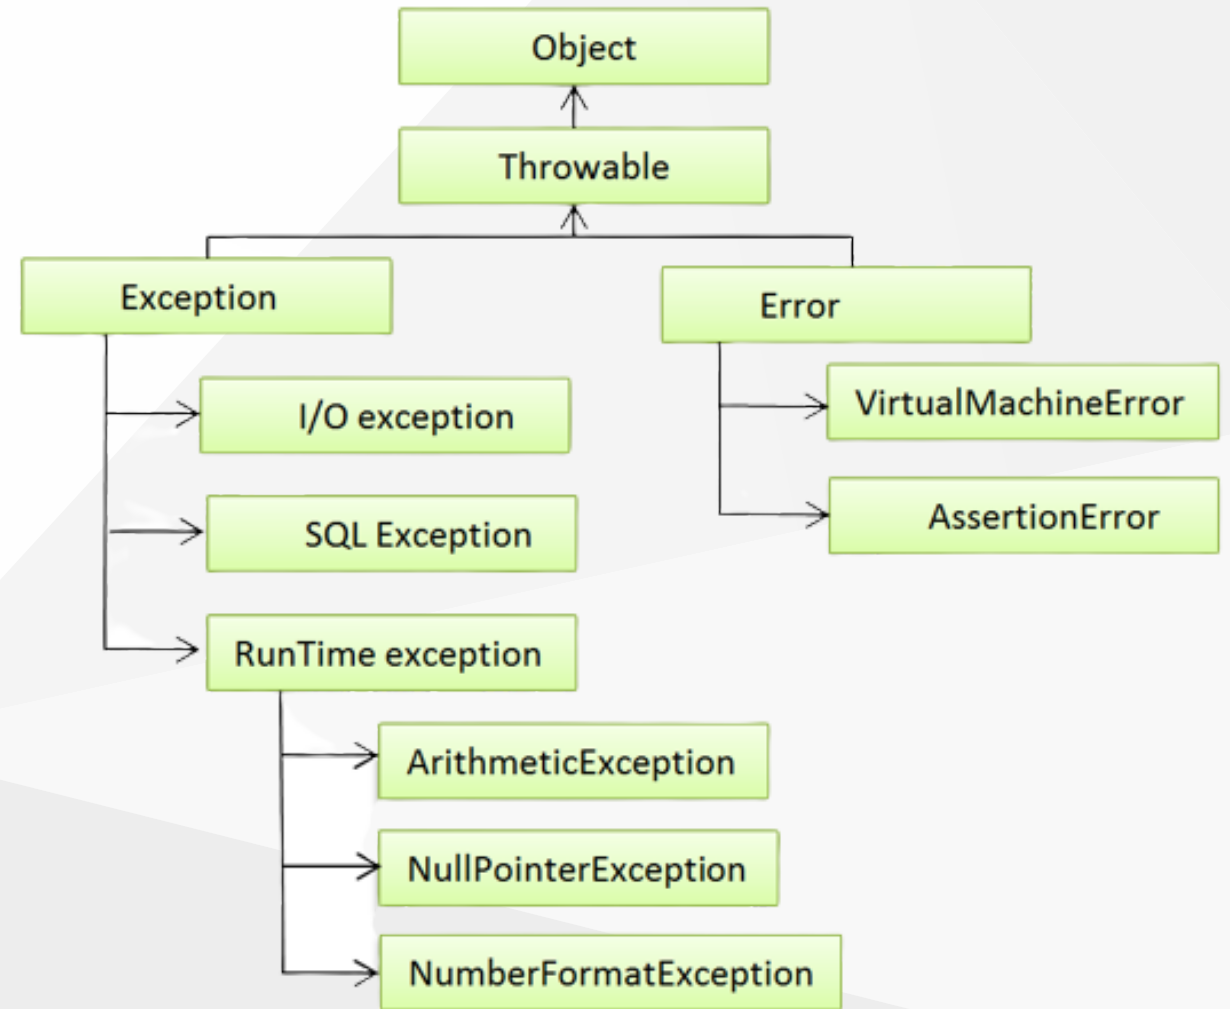 Object
Throwable
Exception
Error
I/O exception
VirtualMachineError
SQL Exception
AssertionError
RunTime exception
ArithmeticException
NullPointerException
NumberFormatException